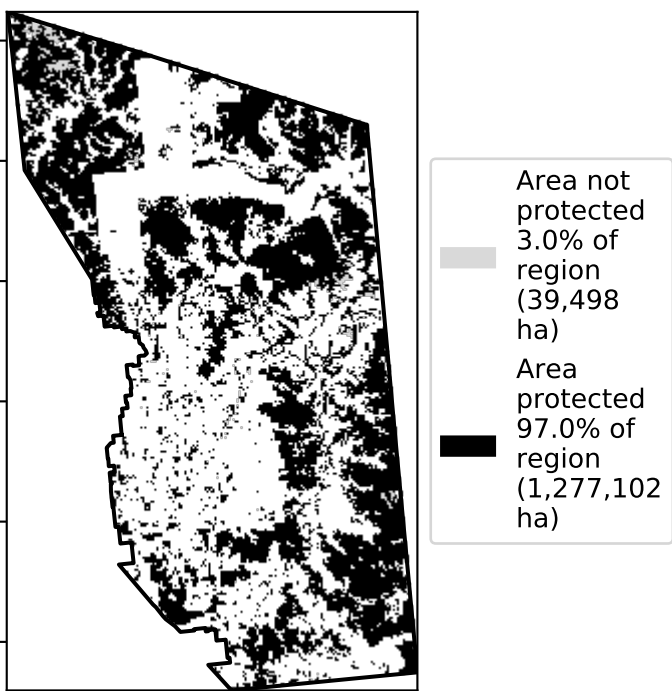 Area not
protected
3.0% of
region
(39,498
ha)
Area
protected
97.0% of
region
(1,277,102
ha)